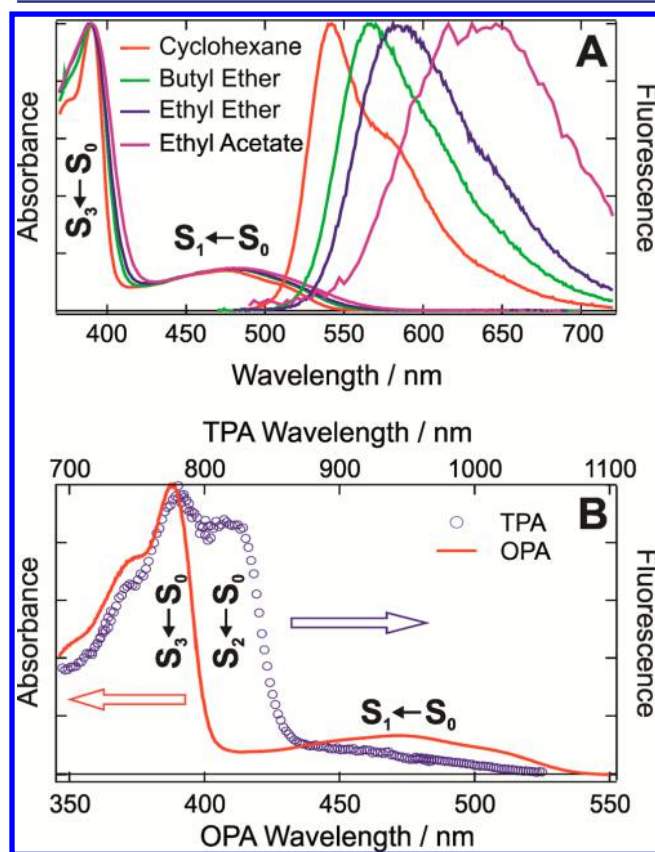 A
Cyclohexane
Butyl Ether
Ethyl Ether
Ethyl Acetate
Absorbance
Fluorescence
S3←S0
S1←S0
400 450 500 550 600 650 700
Wavelength / nm
TPA Wavelength / nm
700 800 900 1000 1100
B
TPA
OPA
Absorbance
Fluorescence
S3←S0
S2←S0
S1←S0
350 400 450 500 550
OPA Wavelength / nm